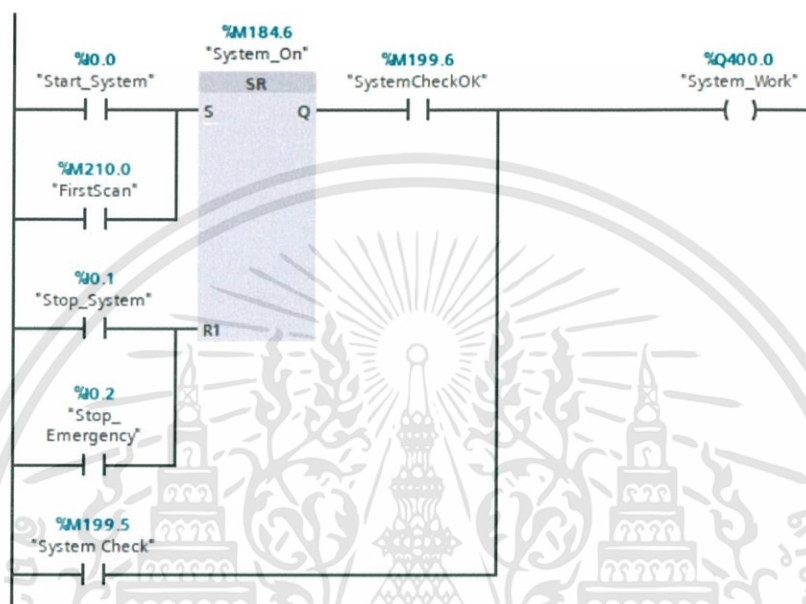 %M184.6
"System_On"
%I0.0
"Start_System"
SR
S
Q
%M199.6
"SystemCheckOK"
%Q400.0
"System_Work"
%M210.0
"FirstScan"
%I0.1
"Stop_System"
R1
%I0.2
"Stop_
Emergency"
%M199.5
"System Check"